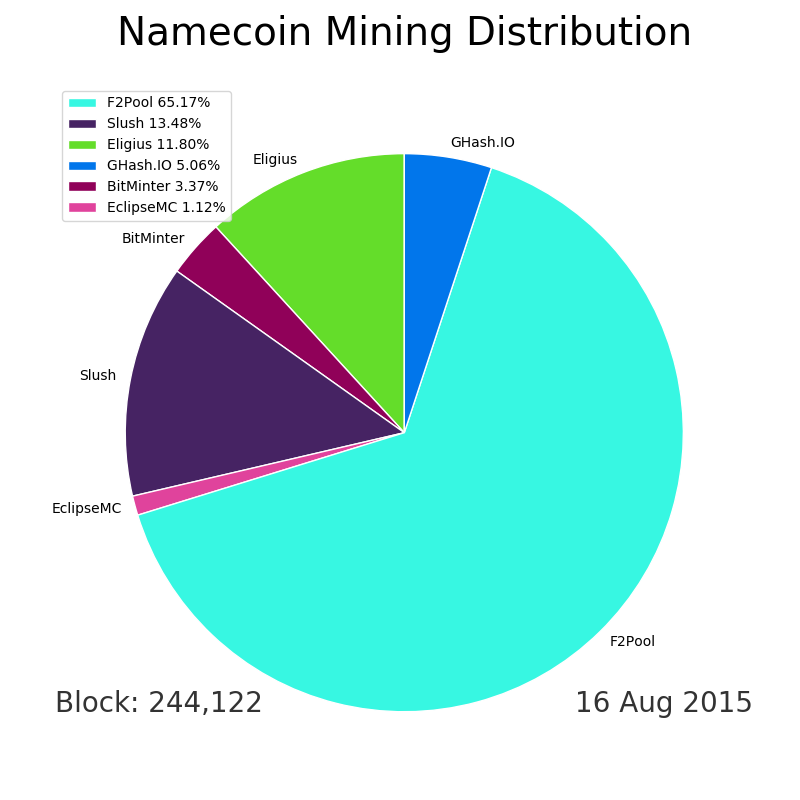 Namecoin Mining Distribution
F2Pool 65.17%
Slush 13.48%
Eligius 11.80%
GHash.IO 5.06%
BitMinter 3.37%
EclipseMC 1.12%
GHash.IO
Eligius
BitMinter
Slush
EclipseMC
F2Pool
Block: 244,122
16 Aug 2015